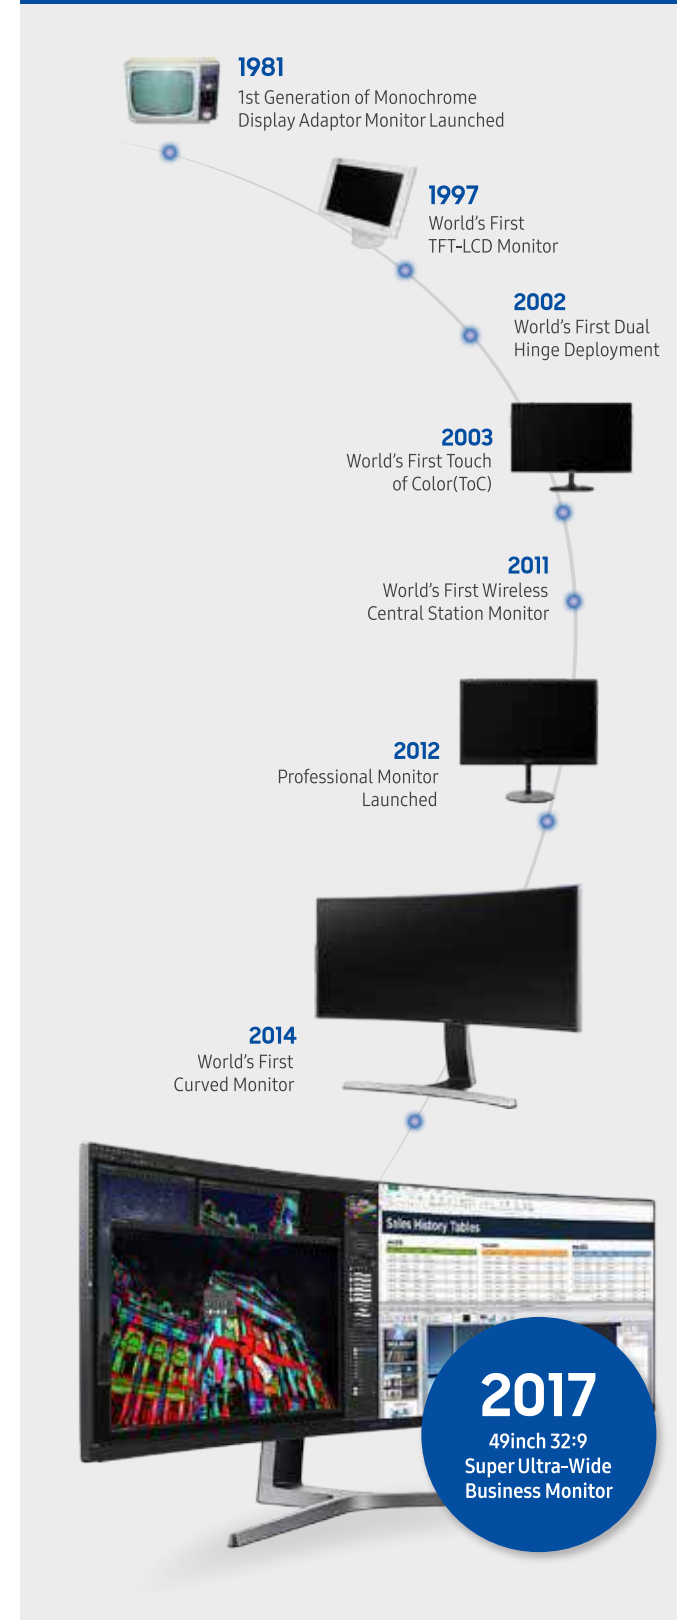 1981
1st Generation of Monochrome
Display Adaptor Monitor Launched
1997
World's First
TFT-LCD Monitor
2002
World's First Dual
Hinge Deployment
2003
World's First Touch
of Color(ToC)
2011
World's First Wireless
Central Station Monitor
2012
Professional Monitor
Launched
2014
World's First
Curved Monitor
Sales History Tables
2017
49inch 32:9
Super Ultra-Wide
Business Monitor